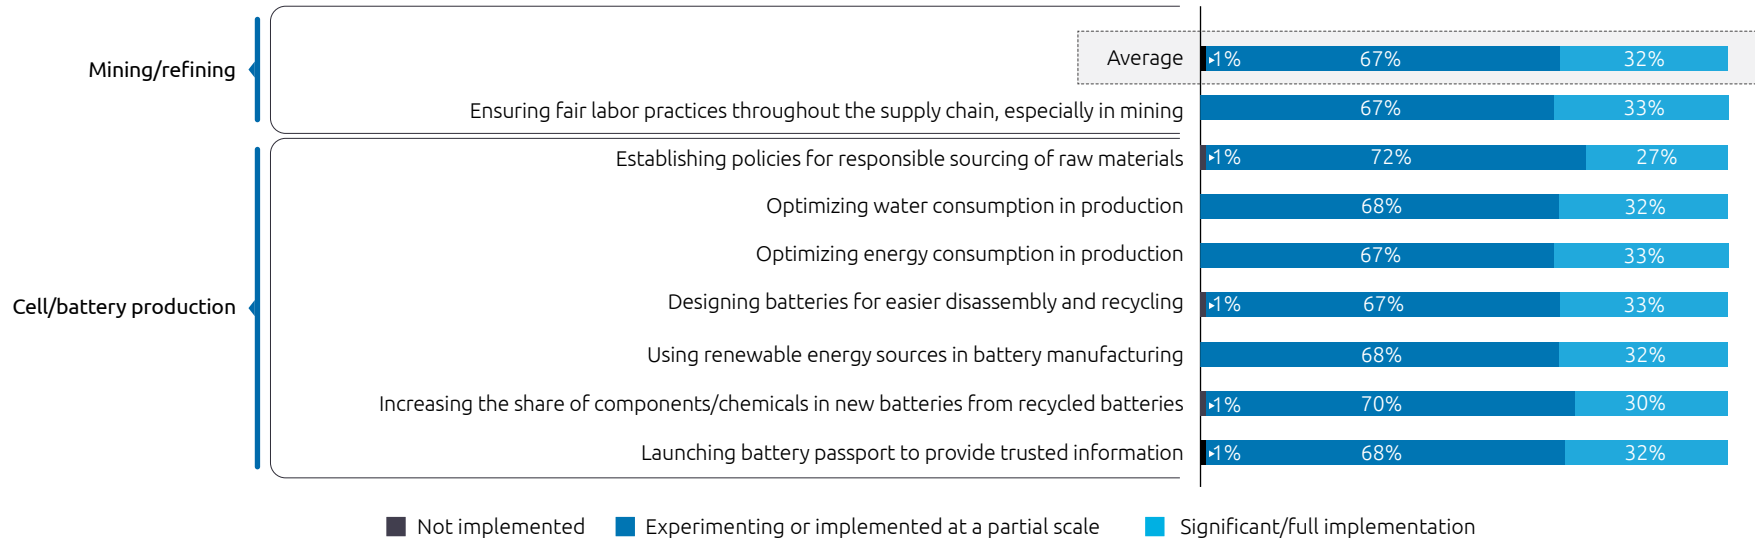 Mining/refining
Average 1% 67% 32%
Ensuring fair labor practices throughout the supply chain, especially in mining 67% 33%
Cell/battery production
Establishing policies for responsible sourcing of raw materials 1% 72% 27%
Optimizing water consumption in production 68% 32%
Optimizing energy consumption in production 67% 33%
Designing batteries for easier disassembly and recycling 1% 67% 33%
Using renewable energy sources in battery manufacturing 68% 32%
Increasing the share of components/chemicals in new batteries from recycled batteries 1% 70% 30%
Launching battery passport to provide trusted information 1% 68% 32%
Not implemented Experimenting or implemented at a partial scale Significant/full implementation